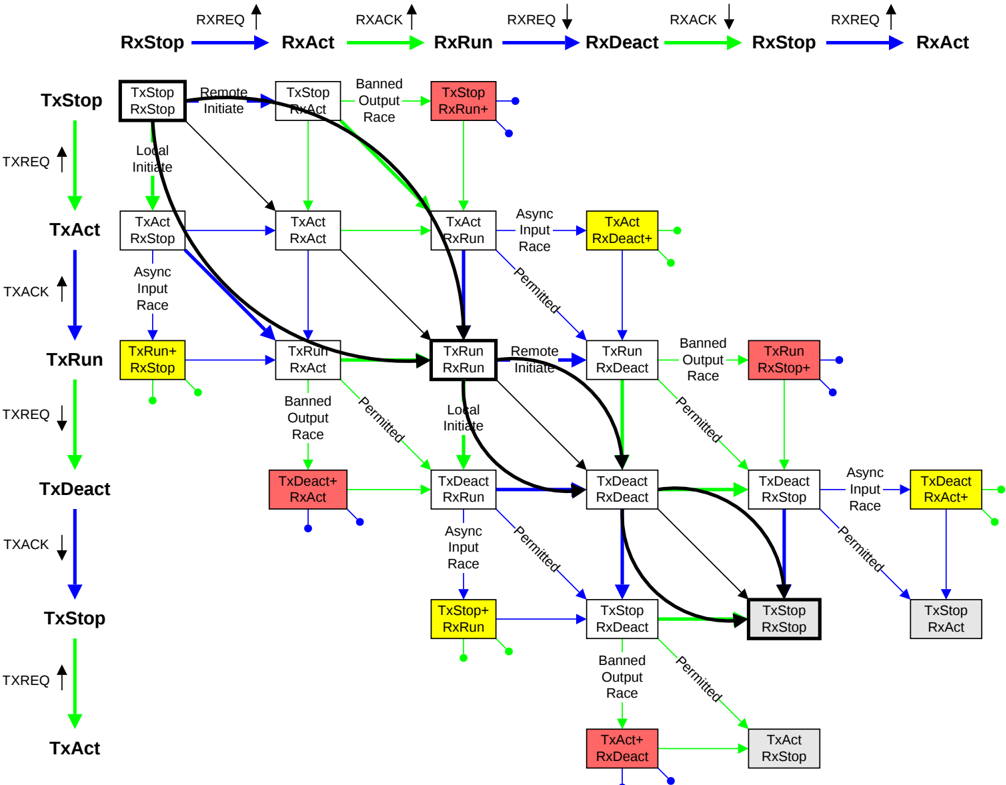 RXREQ
RXACK
RXREQ
RXACK
RXREQ
RxStop
RxAct
RxRun
RxDeact
RxStop
RxAct
TxStop
TxStop
RxStop
Remote
Initiate
TxStop
RxAct
Banned
Output
Race
TxStop
RxRun+
TXREQ
Local
Initiate
TxAct
TxAct
RxStop
TxAct
RxAct
TxAct
RxRun
Async
Input
Race
TxAct
RxDeact+
TXACK
Async
Input
Race
Permitted
TxRun
TxRun+
RxStop
TxRun
RxAct
TxRun
RxRun
Remote
Initiate
TxRun
RxDeact
Banned
Output
Race
TxRun
RxStop+
TXREQ
Banned
Output
Race
Permitted
Local
Initiate
Permitted
TxDeact
TxDeact+
RxAct
TxDeact
RxRun
TxDeact
RxDeact
TxDeact
RxStop
Async
Input
Race
TxDeact
RxAct+
TXACK
Async
Input
Race
Permitted
Permitted
TxStop
TxStop+
RxRun
TxStop
RxDeact
TxStop
RxStop
TxStop
RxAct
TXREQ
Banned
Output
Race
Permitted
TxAct
TxAct+
RxDeact
TxAct
RxStop